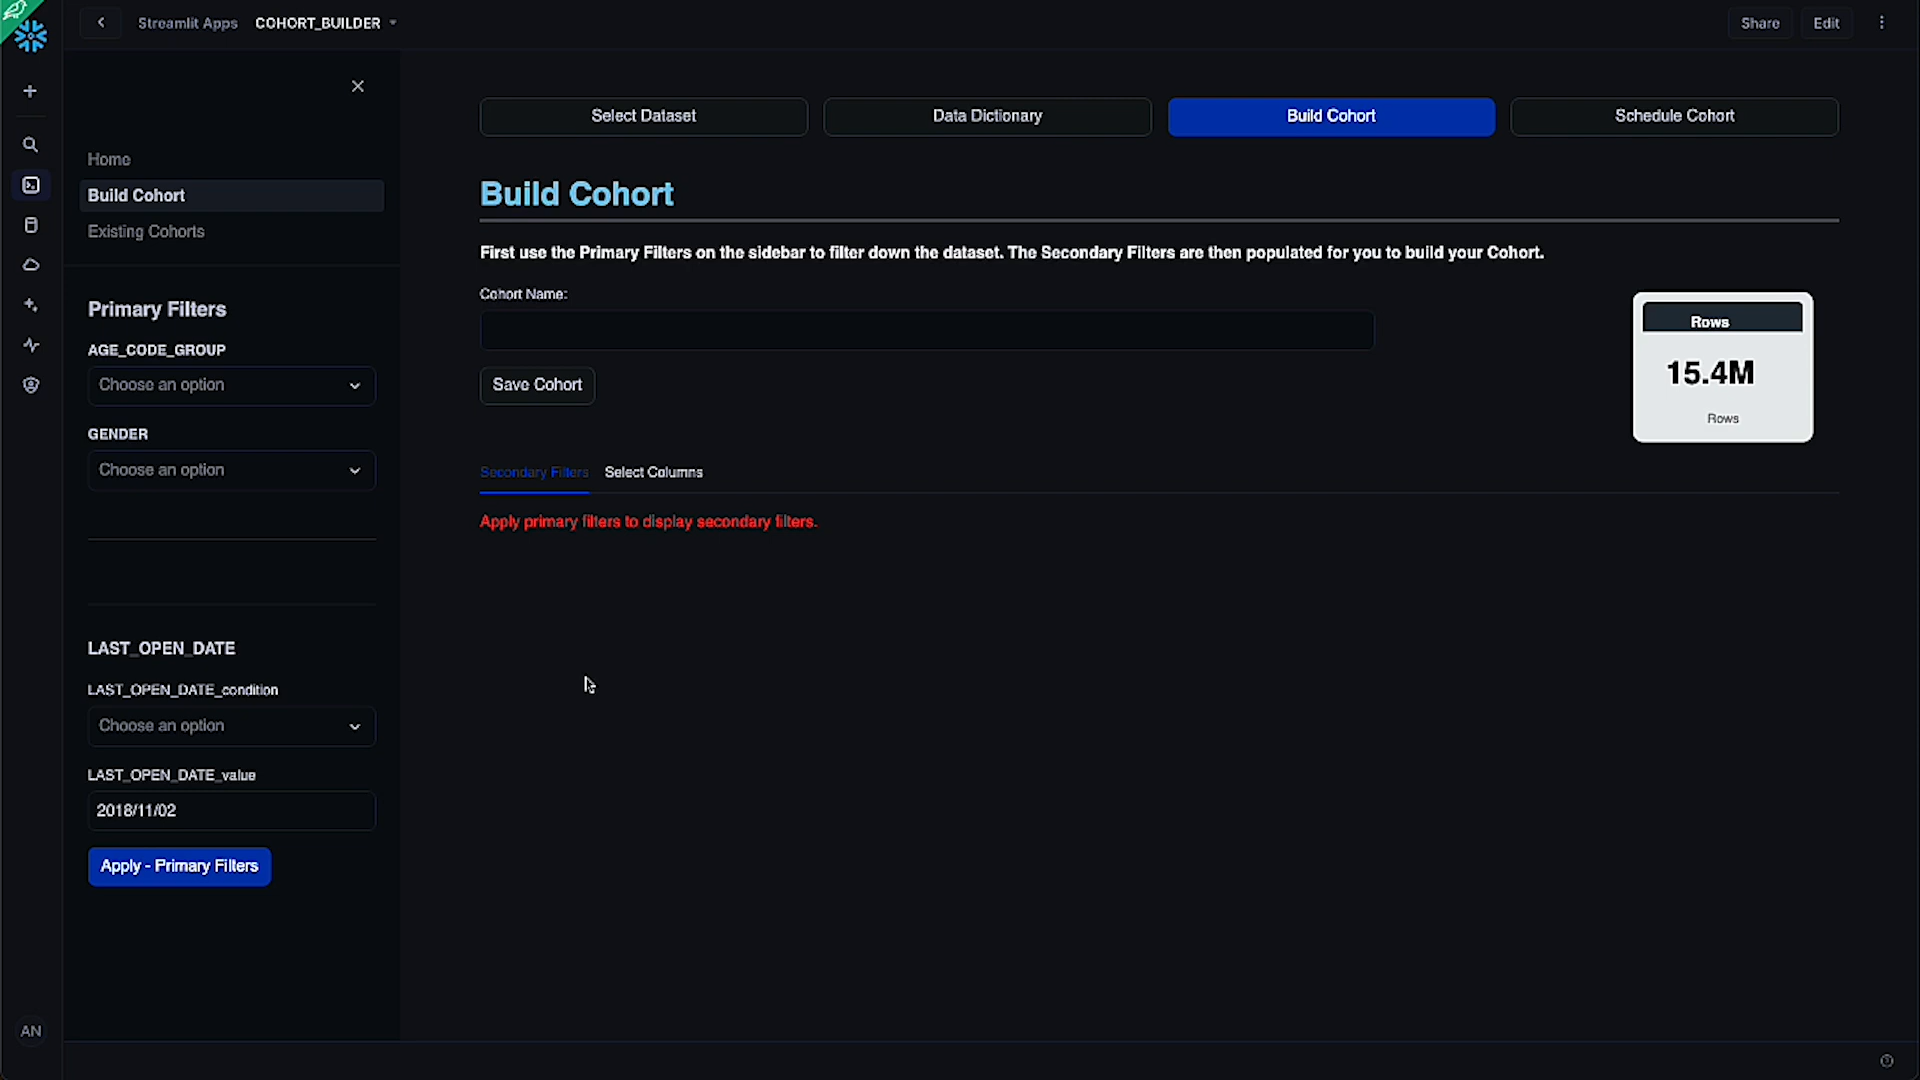 Streamlit Apps COHORT_BUILDER
Share Edit
Home
Build Cohort
Existing Cohorts
Primary Filters
AGE_CODE_GROUP
Choose an option
GENDER
Choose an option
LAST_OPEN_DATE
LAST_OPEN_DATE_condition
Choose an option
LAST_OPEN_DATE_value
2018/11/02
Apply - Primary Filters
AN
Select Dataset Data Dictionary Build Cohort Schedule Cohort
Build Cohort
First use the Primary Filters on the sidebar to filter down the dataset. The Secondary Filters are then populated for you to build your Cohort.
Cohort Name:
Save Cohort
Rows
15.4M
Rows
Secondary Filters Select Columns
Apply primary filters to display secondary filters.